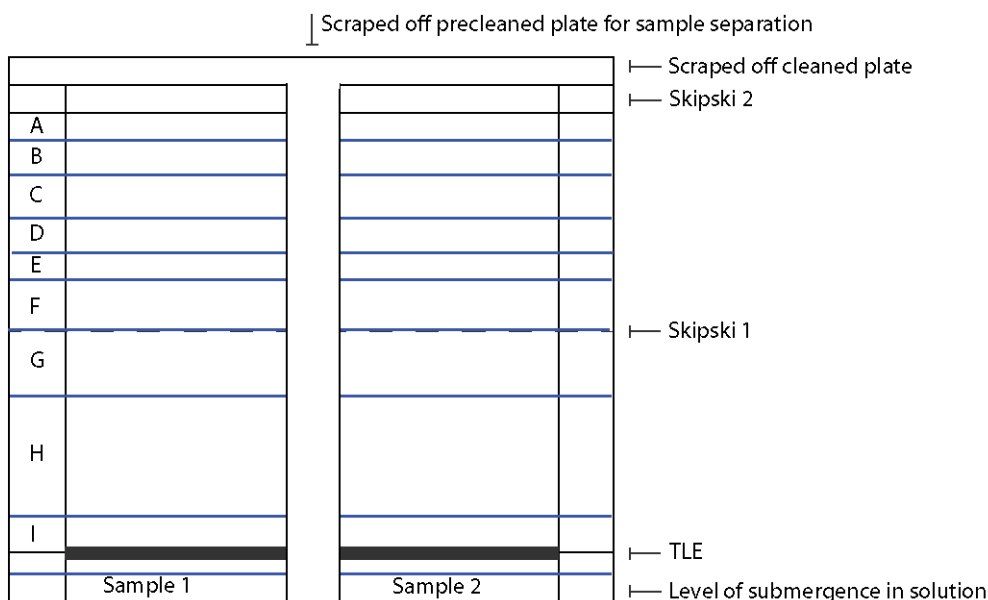 Scraped off precleaned plate for sample separation
Scraped off cleaned plate
Skipski 2
A
B
C
D
E
F
Skipski 1
G
H
I
TLE
Sample 1
Sample 2
Level of submergence in solution